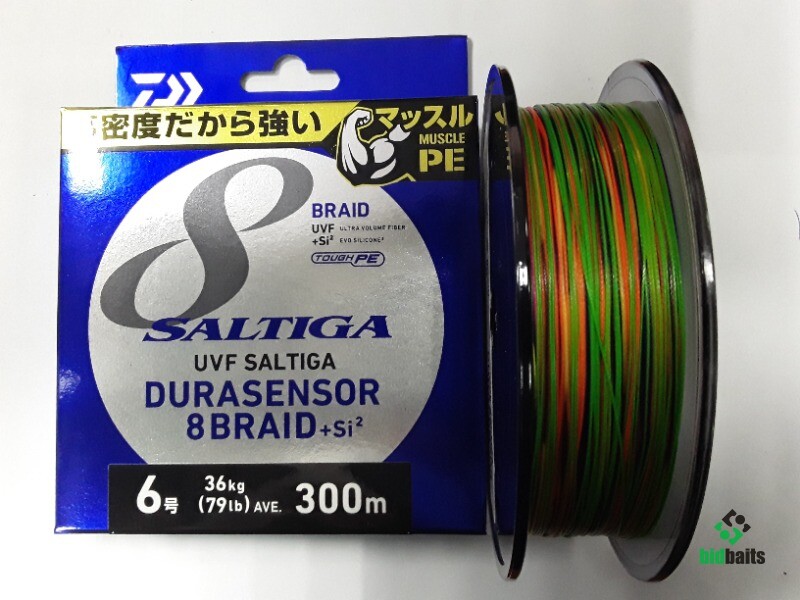 密度だから強い
マッスル
MUSCLE
PE
8
BRAID
UVF ULTRA VOLUME FIBER
+Si² EVO SILICONE²
TOUGH PE
SALTIGA
UVF SALTIGA
DURASENSOR
8BRAID+Si²
6号 36kg (79lb) AVE. 300m
bidbaits